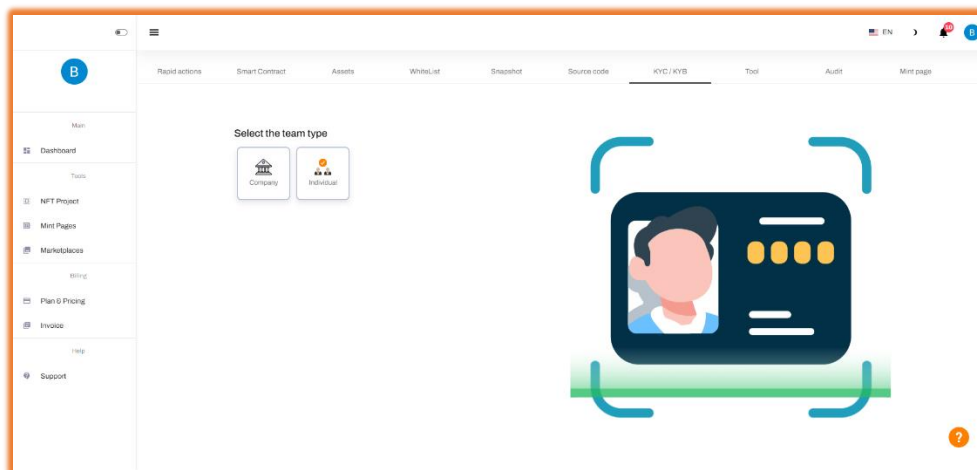 EN
10
B
B
Rapid actions
Smart Contract
Assets
WhiteList
Snapshot
Source code
KYC / KYB
Tool
Audit
Mint page
Main
Dashboard
Tools
NFT Project
Mint Pages
Marketplaces
Billing
Plan & Pricing
Invoice
Help
Support
Select the team type
Company
Individual
?